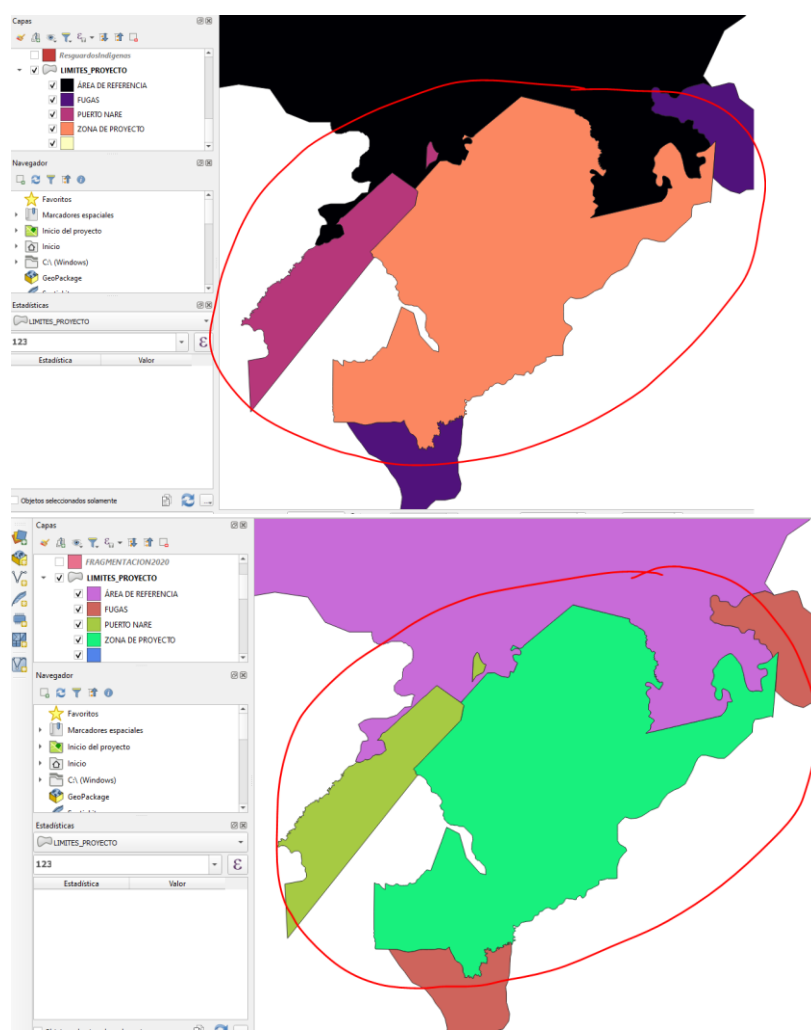 Capas
ResguardosIndigenas
LIMITES_PROYECTO
ÁREA DE REFERENCIA
FUGAS
PUERTO NARE
ZONA DE PROYECTO
Navegador
Favoritos
Marcadores espaciales
Inicio del proyecto
Inicio
C:\ (Windows)
GeoPackage
Estadísticas
LIMITES_PROYECTO
123
ε
Estadística Valor
Objetos seleccionados solamente
Capas
FRAGMENTACION2020
LIMITES_PROYECTO
ÁREA DE REFERENCIA
FUGAS
PUERTO NARE
ZONA DE PROYECTO
Navegador
Favoritos
Marcadores espaciales
Inicio del proyecto
Inicio
C:\ (Windows)
GeoPackage
Estadísticas
LIMITES_PROYECTO
123
ε
Estadística Valor